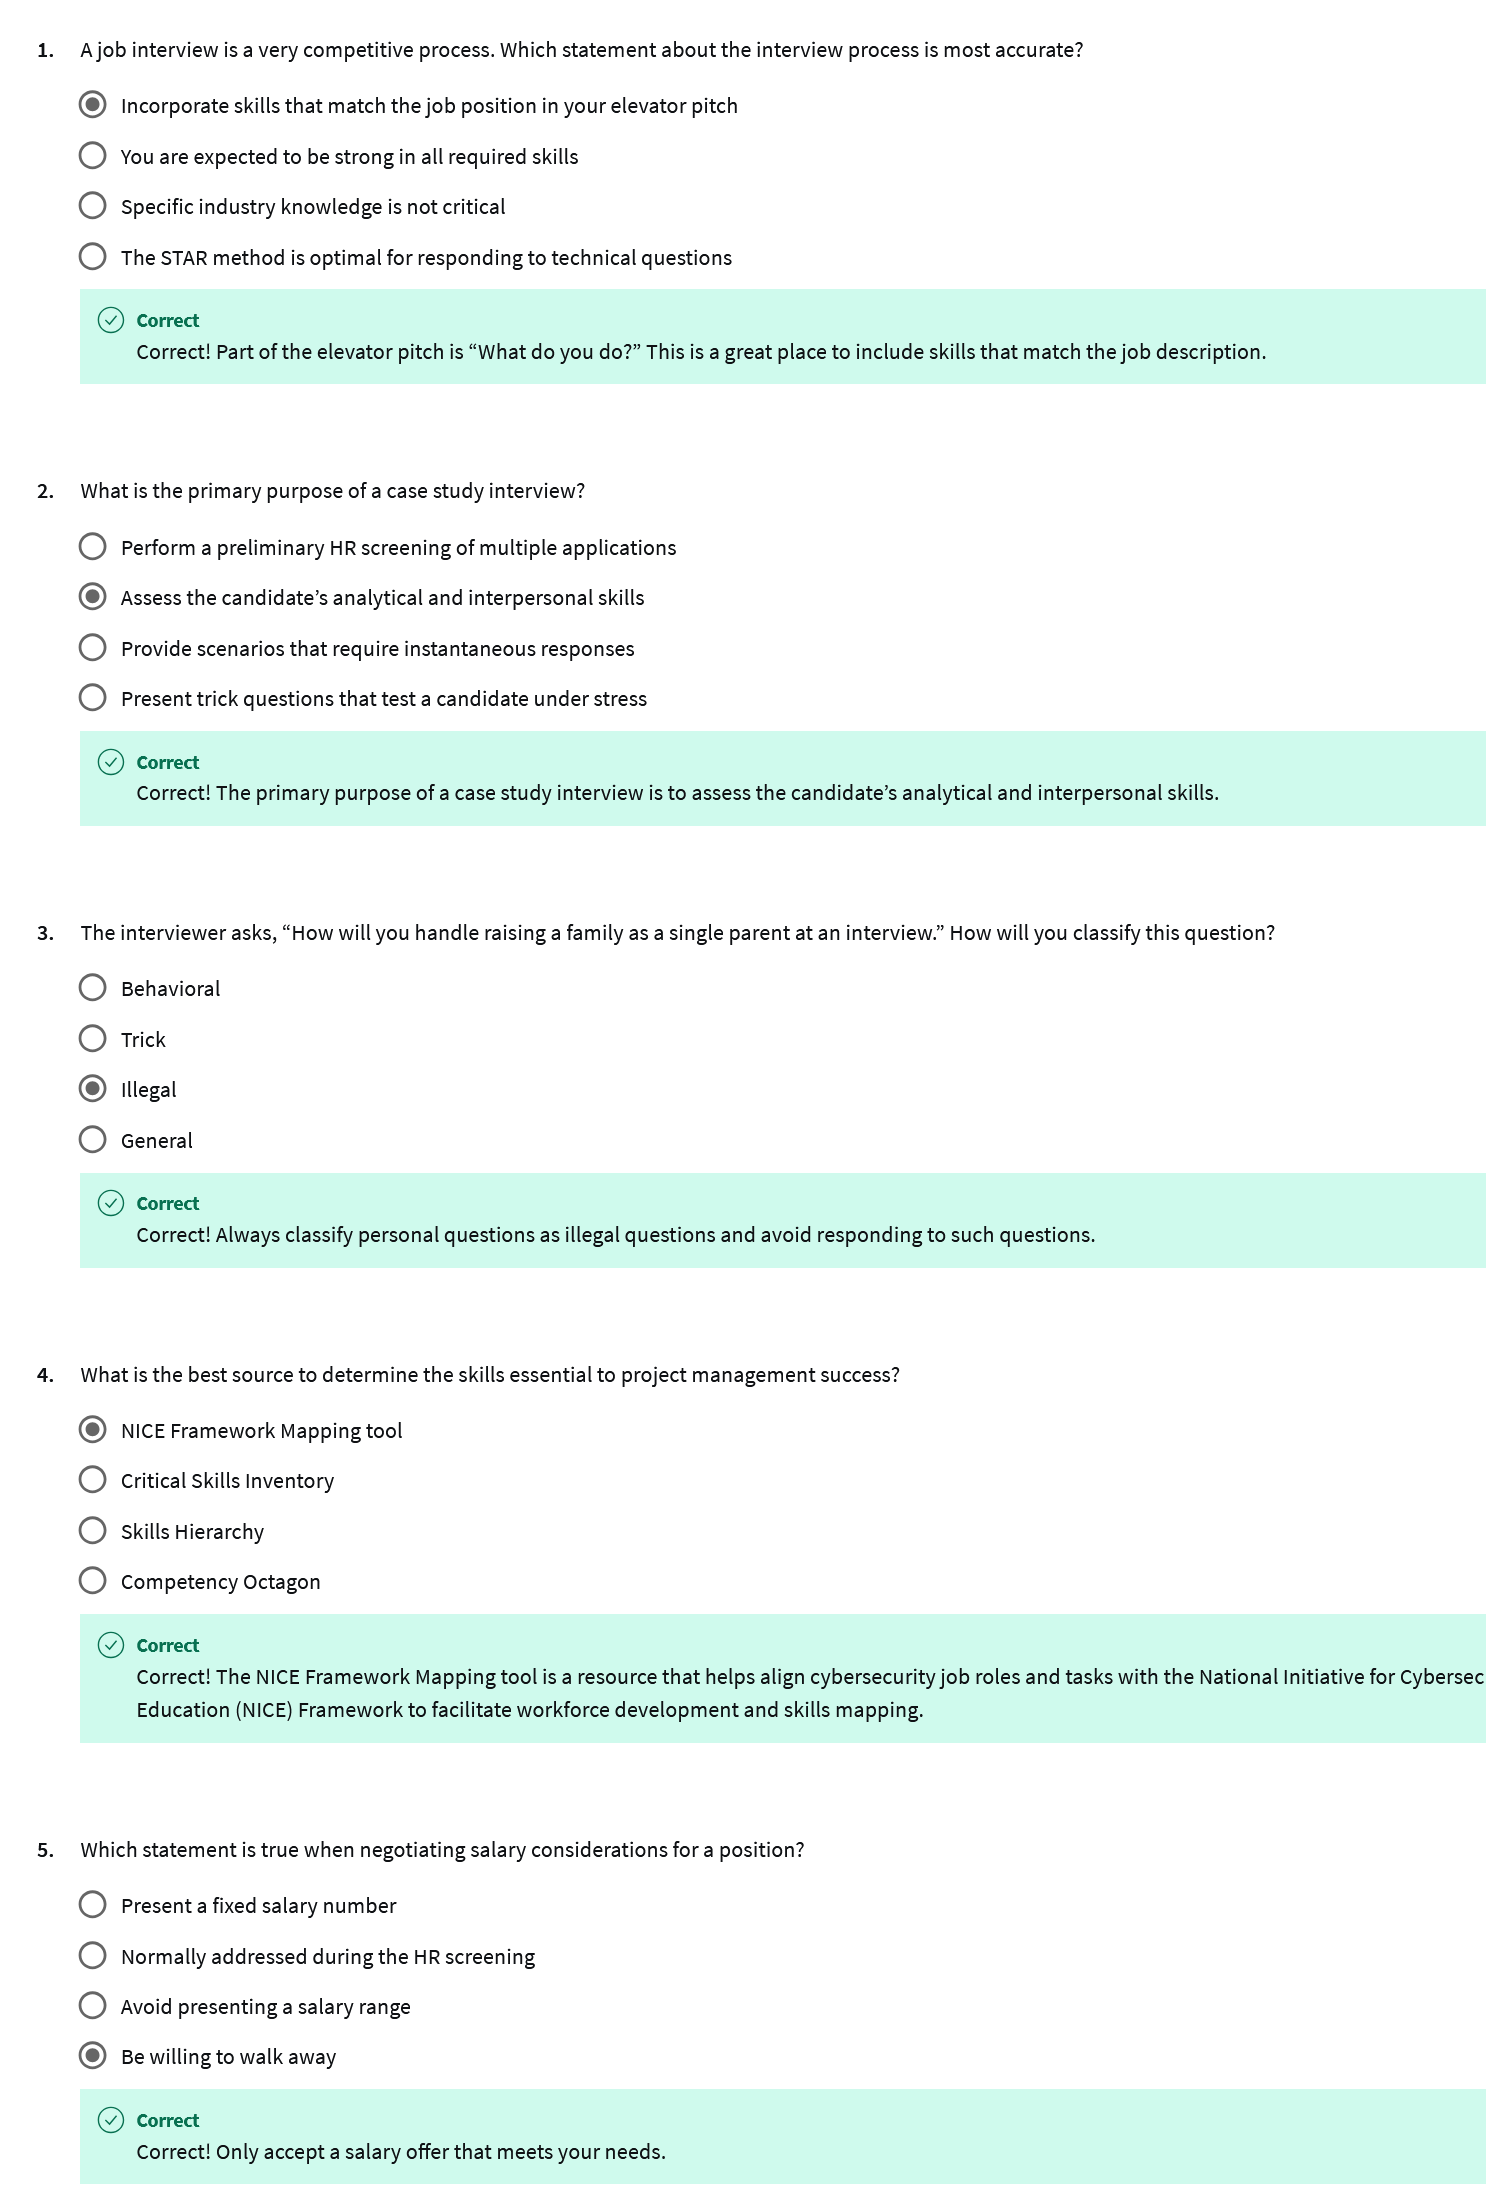 1. A job interview is a very competitive process. Which statement about the interview process is most accurate?
Incorporate skills that match the job position in your elevator pitch
You are expected to be strong in all required skills
Specific industry knowledge is not critical
The STAR method is optimal for responding to technical questions
Correct
Correct! Part of the elevator pitch is “What do you do?” This is a great place to include skills that match the job description.
2. What is the primary purpose of a case study interview?
Perform a preliminary HR screening of multiple applications
Assess the candidate’s analytical and interpersonal skills
Provide scenarios that require instantaneous responses
Present trick questions that test a candidate under stress
Correct
Correct! The primary purpose of a case study interview is to assess the candidate’s analytical and interpersonal skills.
3. The interviewer asks, “How will you handle raising a family as a single parent at an interview.” How will you classify this question?
Behavioral
Trick
Illegal
General
Correct
Correct! Always classify personal questions as illegal questions and avoid responding to such questions.
4. What is the best source to determine the skills essential to project management success?
NICE Framework Mapping tool
Critical Skills Inventory
Skills Hierarchy
Competency Octagon
Correct
Correct! The NICE Framework Mapping tool is a resource that helps align cybersecurity job roles and tasks with the National Initiative for Cybersec
Education (NICE) Framework to facilitate workforce development and skills mapping.
5. Which statement is true when negotiating salary considerations for a position?
Present a fixed salary number
Normally addressed during the HR screening
Avoid presenting a salary range
Be willing to walk away
Correct
Correct! Only accept a salary offer that meets your needs.